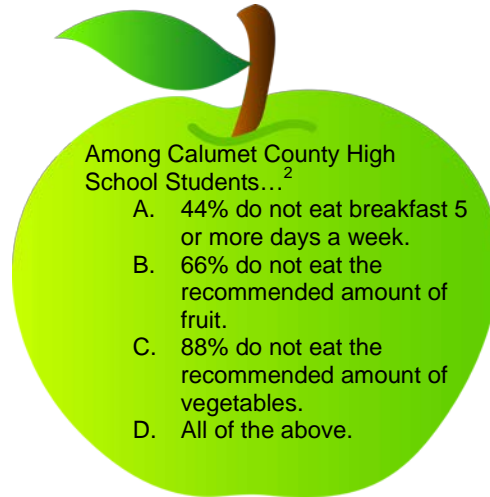 Among Calumet County High
School Students…²
A. 44% do not eat breakfast 5
or more days a week.
B. 66% do not eat the
recommended amount of
fruit.
C. 88% do not eat the
recommended amount of
vegetables.
D. All of the above.